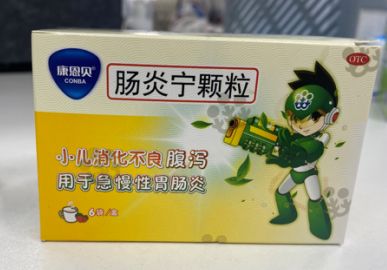 康恩贝
CONBA
肠炎宁颗粒
OTC
小儿消化不良 腹泻
用于急慢性胃肠炎
6袋/盒